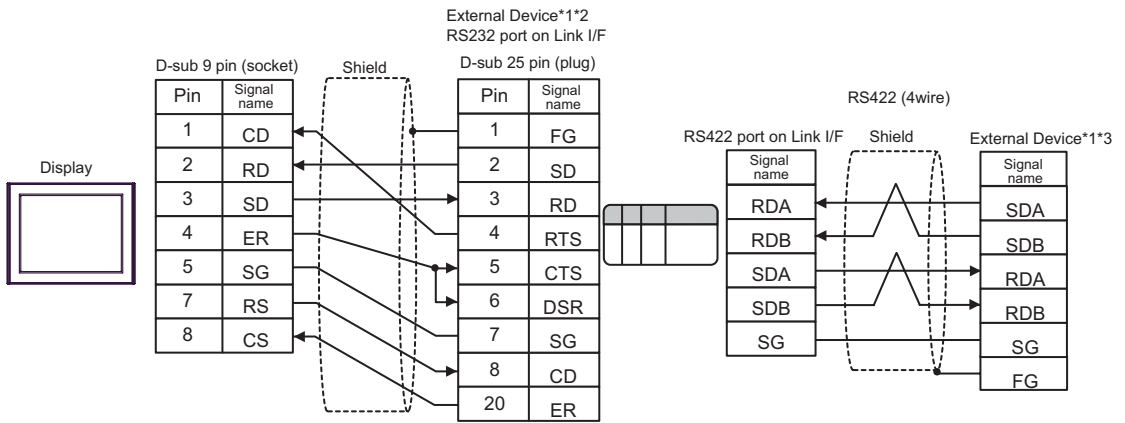 External Device*1*2
RS232 port on Link I/F
D-sub 9 pin (socket)
Shield
D-sub 25 pin (plug)
Display
Pin Signal name
1 CD
2 RD
3 SD
4 ER
5 SG
7 RS
8 CS
Pin Signal name
1 FG
2 SD
3 RD
4 RTS
5 CTS
6 DSR
7 SG
8 CD
20 ER
RS422 (4wire)
RS422 port on Link I/F
Shield
External Device*1*3
Signal name
RDA
RDB
SDA
SDB
SG
Signal name
SDA
SDB
RDA
RDB
SG
FG